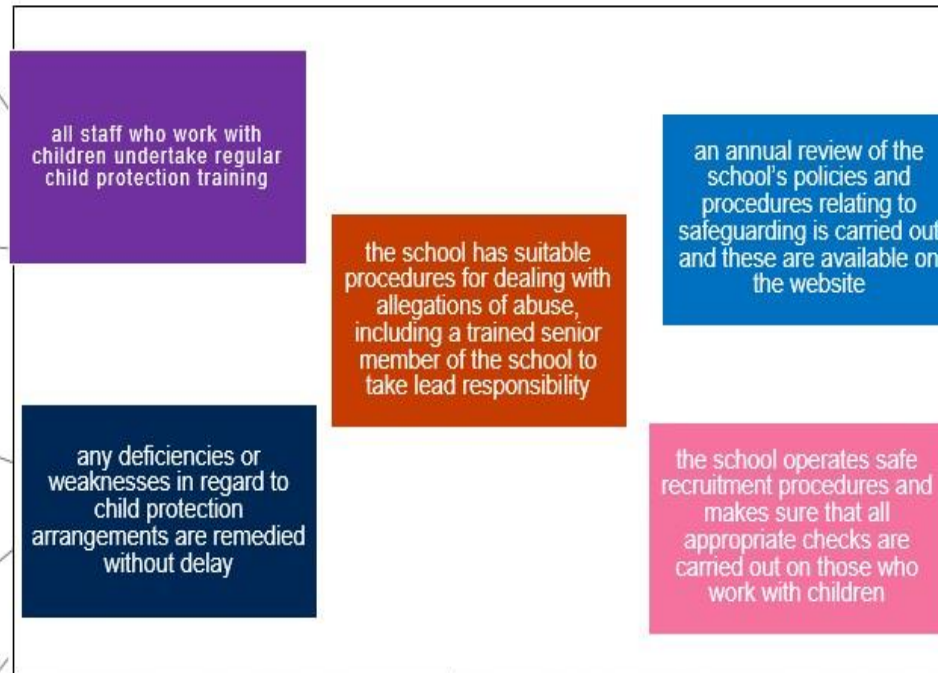 all staff who work with
children undertake regular
child protection training
an annual review of the
school's policies and
procedures relating to
safeguarding is carried out
and these are available on
the website
the school has suitable
procedures for dealing with
allegations of abuse,
including a trained senior
member of the school to
take lead responsibility
any deficiencies or
weaknesses in regard to
child protection
arrangements are remedied
without delay
the school operates safe
recruitment procedures and
makes sure that all
appropriate checks are
carried out on those who
work with children